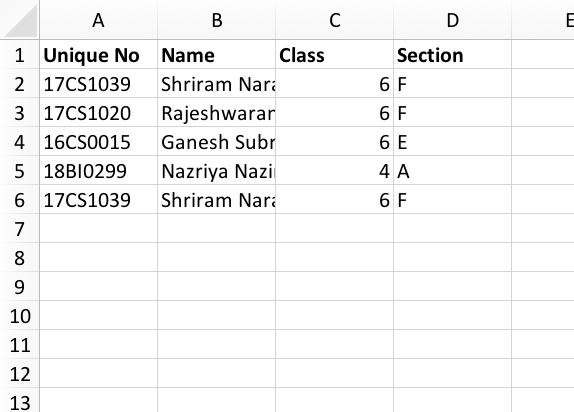 A B C D E
1 Unique No Name Class Section
2 17CS1039 Shriram Nara 6 F
3 17CS1020 Rajeshwaran 6 F
4 16CS0015 Ganesh Subr 6 E
5 18BI0299 Nazriya Nazi 4 A
6 17CS1039 Shriram Nara 6 F
7
8
9
10
11
12
13